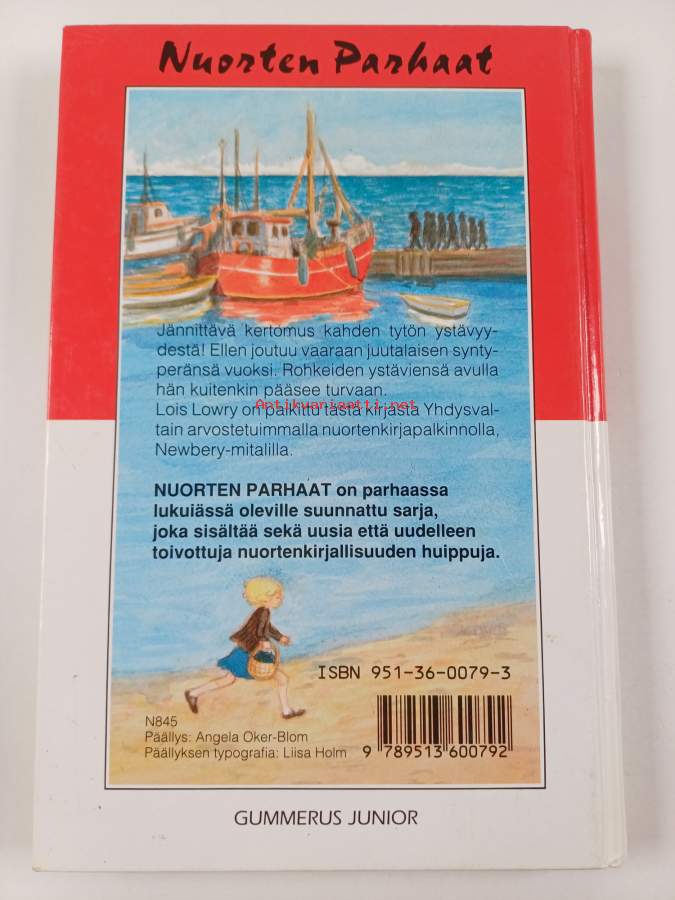 Nuorten Parhaat
Jännittävä kertomus kahden tytön ystävyy-
destä! Ellen joutuu vaaraan juutalaisen synty-
peränsä vuoksi. Rohkeiden ystäviensä avulla
hän kuitenkin pääsee turvaan.
Antikvariaatti.net
Lois Lowry on palkittu tästä kirjasta Yhdysval-
tain arvostetuimmalla nuortenkirjapalkinnolla,
Newbery-mitalilla.
NUORTEN PARHAAT on parhaassa
lukuiässä oleville suunnattu sarja,
joka sisältää sekä uusia että uudelleen
toivottuja nuortenkirjallisuuden huippuja.
ISBN 951-36-0079-3
N845
Päällys: Angela Oker-Blom
Päällyksen typografia: Liisa Holm
9 789513 600792
GUMMERUS JUNIOR